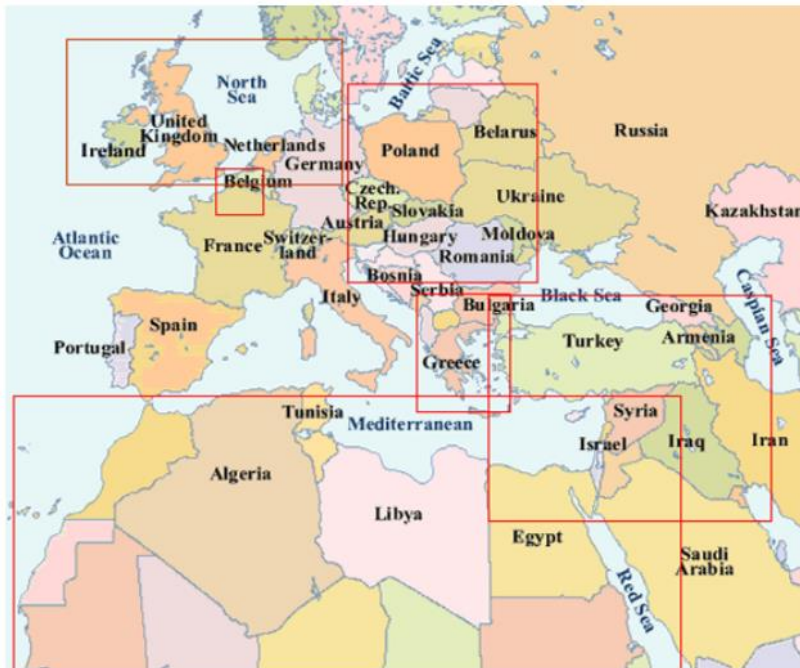 North
Sea
Baltic Sea
United
Kingdom
Ireland
Netherlands
Germany
Belgium
Poland
Belarus
Russia
Czech.
Rep.
Slovakia
Ukraine
Kazakhstan
Atlantic
Ocean
France
Switzer-
land
Austria
Hungary
Moldova
Romania
Bosnia
Serbia
Italy
Bulgaria
Black Sea
Georgia
Caspian Sea
Portugal
Spain
Greece
Turkey
Armenia
Tunisia
Mediterranean
Syria
Israel
Iraq
Iran
Algeria
Libya
Egypt
Saudi
Arabia
Red Sea